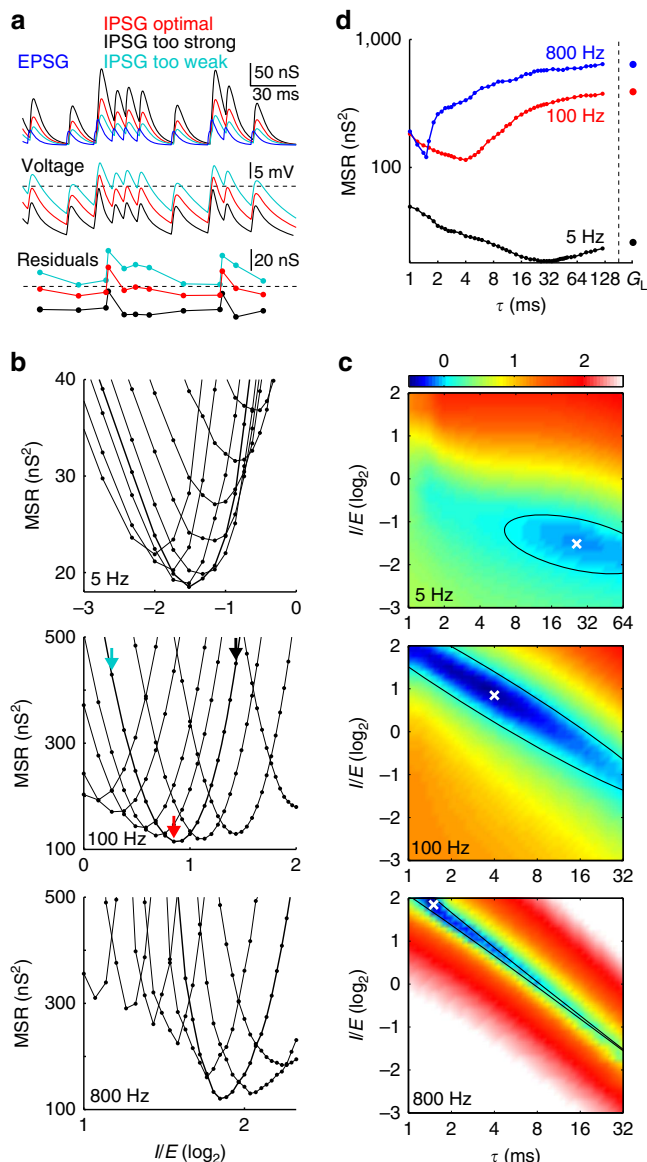 a
IPSG optimal
IPSG too strong
EPSG IPSG too weak
50 nS
30 ms
Voltage
5 mV
Residuals
20 nS
d
1,000
100
MSR (nS²)
800 Hz
100 Hz
5 Hz
1 2 4 8 16 32 128 G_L
τ (ms)
b
40
30
20
MSR (nS²)
5 Hz
−3 −2 −1 0
500
300
100
MSR (nS²)
100 Hz
0 1 2
500
300
100
MSR (nS²)
800 Hz
1 2
I/E (log₂)
c
0 1 2
2
1
0
−1
−2
−3
I/E (log₂)
5 Hz
1 2 4 8 16 32 64
2
1
0
−1
−2
−3
I/E (log₂)
100 Hz
1 2 4 8 16 32
2
1
0
−1
−2
−3
I/E (log₂)
800 Hz
1 2 4 8 16 32
τ (ms)